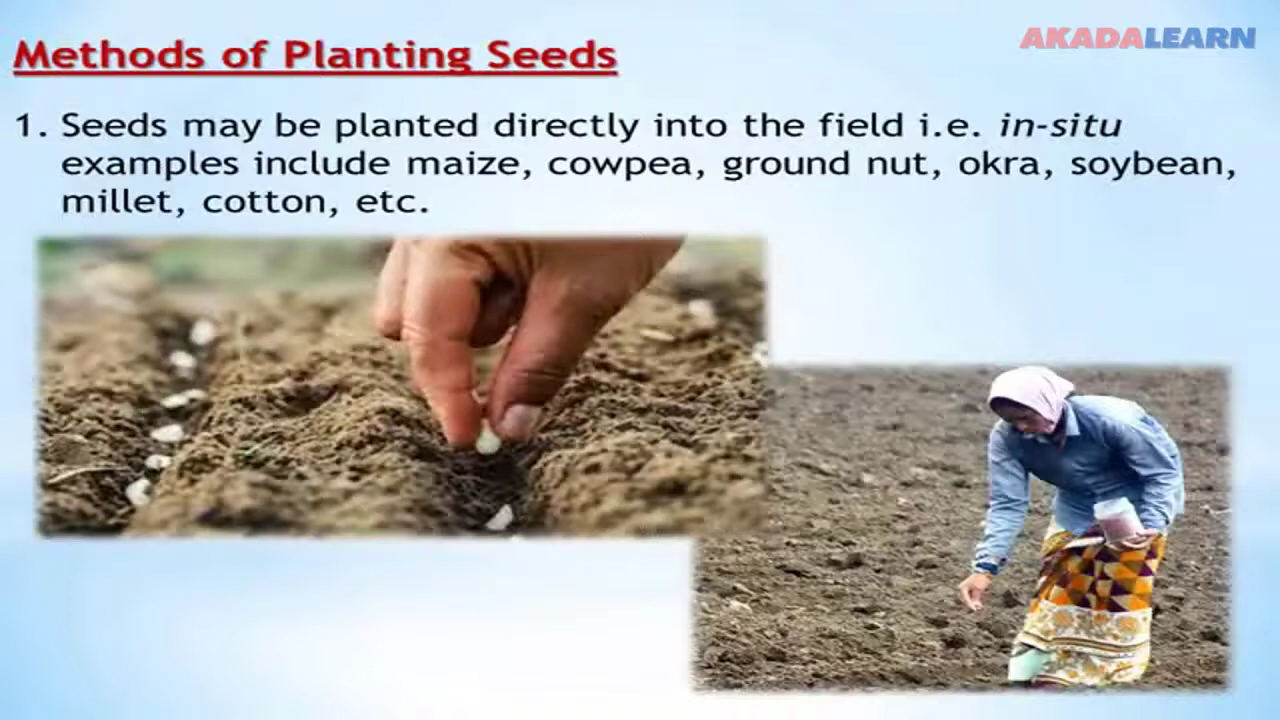 Methods of Planting Seeds
AKADALEARN
1. Seeds may be planted directly into the field i.e. in-situ
examples include maize, cowpea, ground nut, okra, soybean,
millet, cotton, etc.